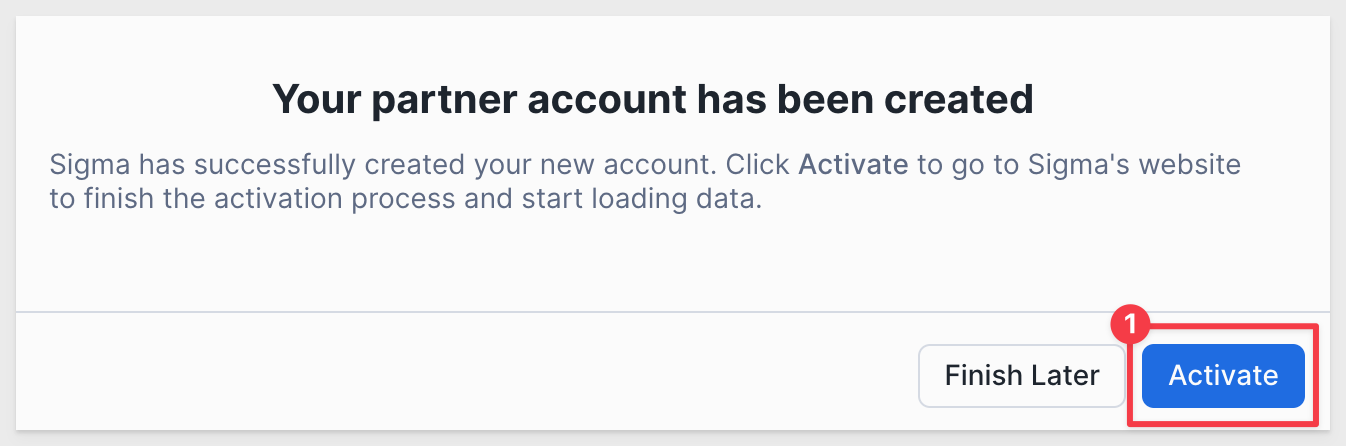 Your partner account has been created
Sigma has successfully created your new account. Click Activate to go to Sigma's website
to finish the activation process and start loading data.
1
Finish Later
Activate